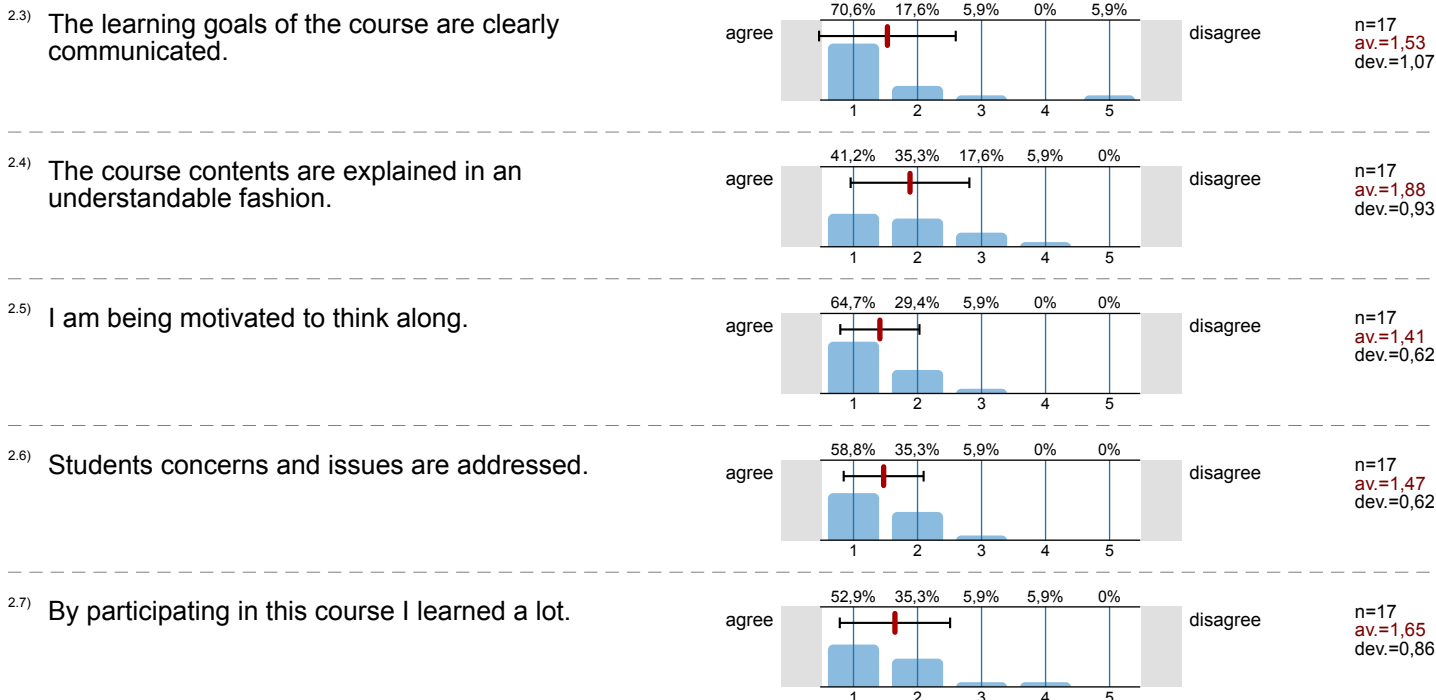 2.3) The learning goals of the course are clearly
communicated.
70,6% 17,6% 5,9% 0% 5,9%
agree disagree
1 2 3 4 5
n=17
av.=1,53
dev.=1,07
2.4) The course contents are explained in an
understandable fashion.
41,2% 35,3% 17,6% 5,9% 0%
agree disagree
1 2 3 4 5
n=17
av.=1,88
dev.=0,93
2.5) I am being motivated to think along.
64,7% 29,4% 5,9% 0% 0%
agree disagree
1 2 3 4 5
n=17
av.=1,41
dev.=0,62
2.6) Students concerns and issues are addressed.
58,8% 35,3% 5,9% 0% 0%
agree disagree
1 2 3 4 5
n=17
av.=1,47
dev.=0,62
2.7) By participating in this course I learned a lot.
52,9% 35,3% 5,9% 5,9% 0%
agree disagree
1 2 3 4 5
n=17
av.=1,65
dev.=0,86